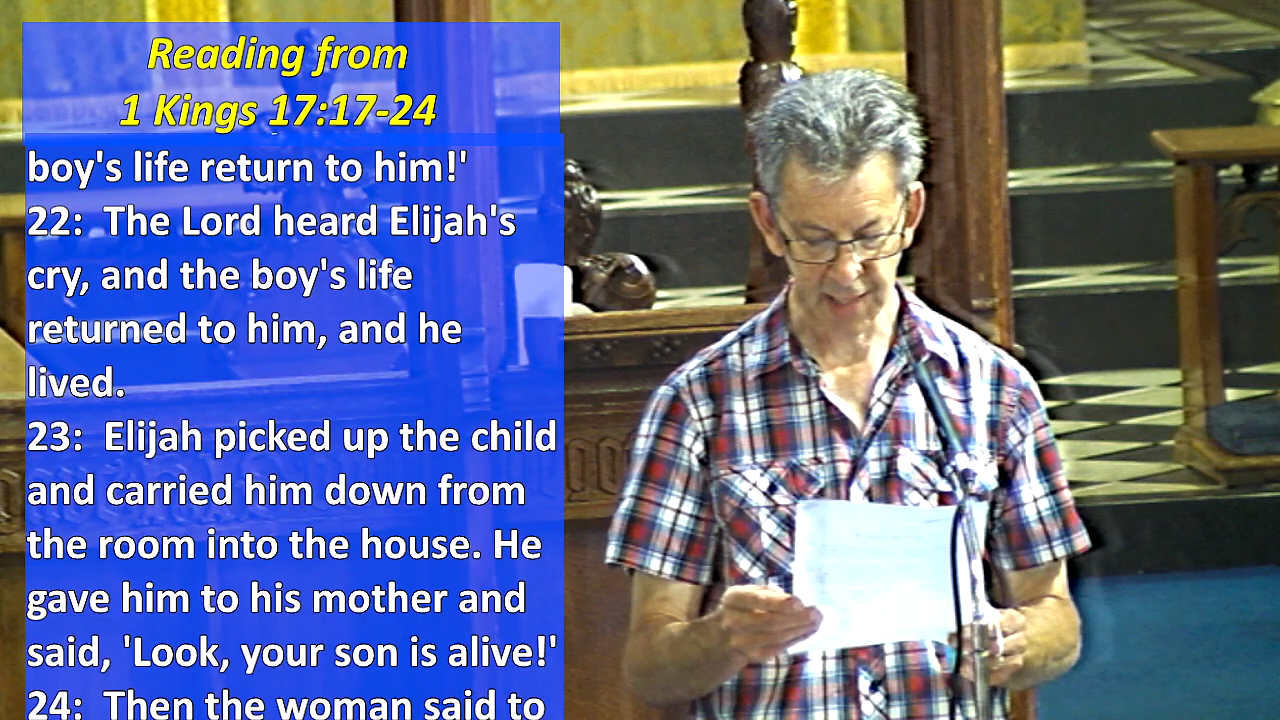 Reading from
1 Kings 17:17-24
boy's life return to him!'
22:  The Lord heard Elijah's
cry, and the boy's life
returned to him, and he
lived.
23:  Elijah picked up the child
and carried him down from
the room into the house. He
gave him to his mother and
said, 'Look, your son is alive!'
24:  Then the woman said to